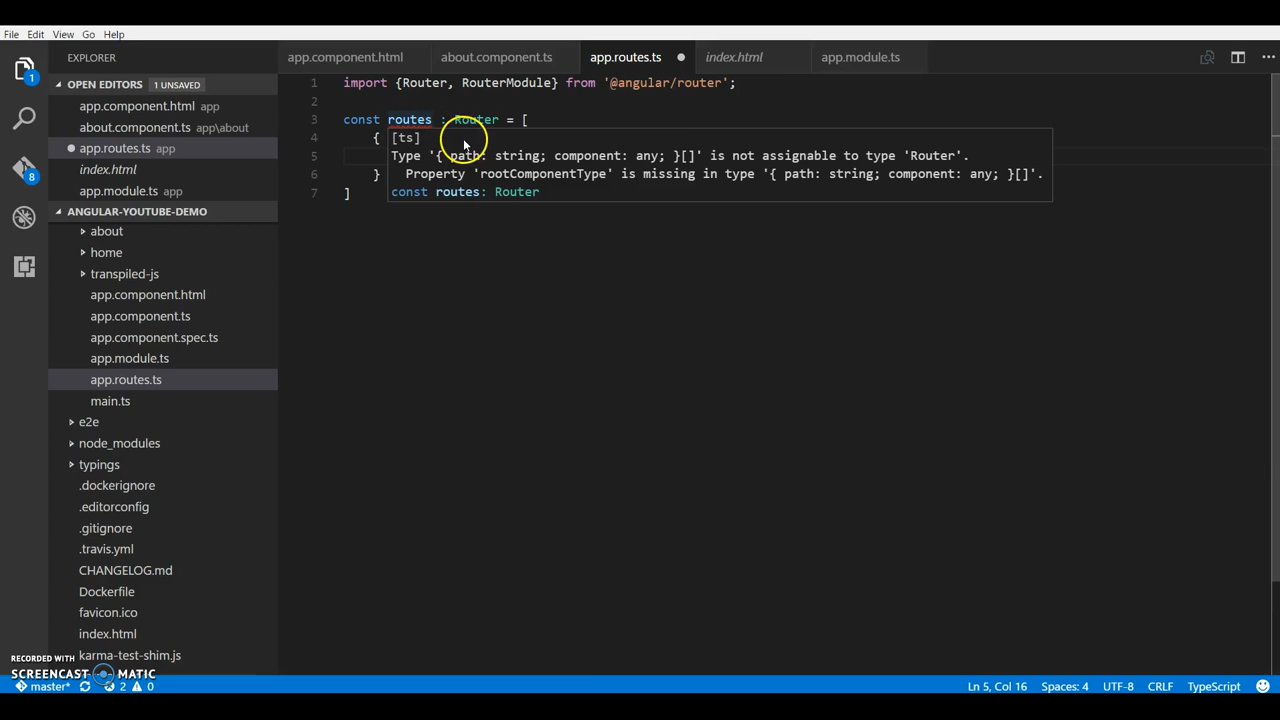 File Edit View Go Help
EXPLORER
app.component.html about.component.ts app.routes.ts index.html app.module.ts
OPEN EDITORS 1 UNSAVED
app.component.html app
about.component.ts app\about
app.routes.ts app
index.html
app.module.ts app
ANGULAR-YOUTUBE-DEMO
about
home
transpiled-js
app.component.html
app.component.ts
app.component.spec.ts
app.module.ts
app.routes.ts
main.ts
e2e
node_modules
typings
.dockerignore
.editorconfig
.gitignore
.travis.yml
CHANGELOG.md
Dockerfile
favicon.ico
index.html
karma-test-shim.js
1
8
1 import {Router, RouterModule} from '@angular/router';
2
3 const routes : Router = [
4 {
5
6 }
7 ]
[ts]
Type '{ path: string; component: any; }[]' is not assignable to type 'Router'.
Property 'rootComponentType' is missing in type '{ path: string; component: any; }[]'.
const routes: Router
RECORDED WITH
SCREENCAST MATIC
master* 2 0 Ln 5, Col 16 Spaces: 4 UTF-8 CRLF TypeScript